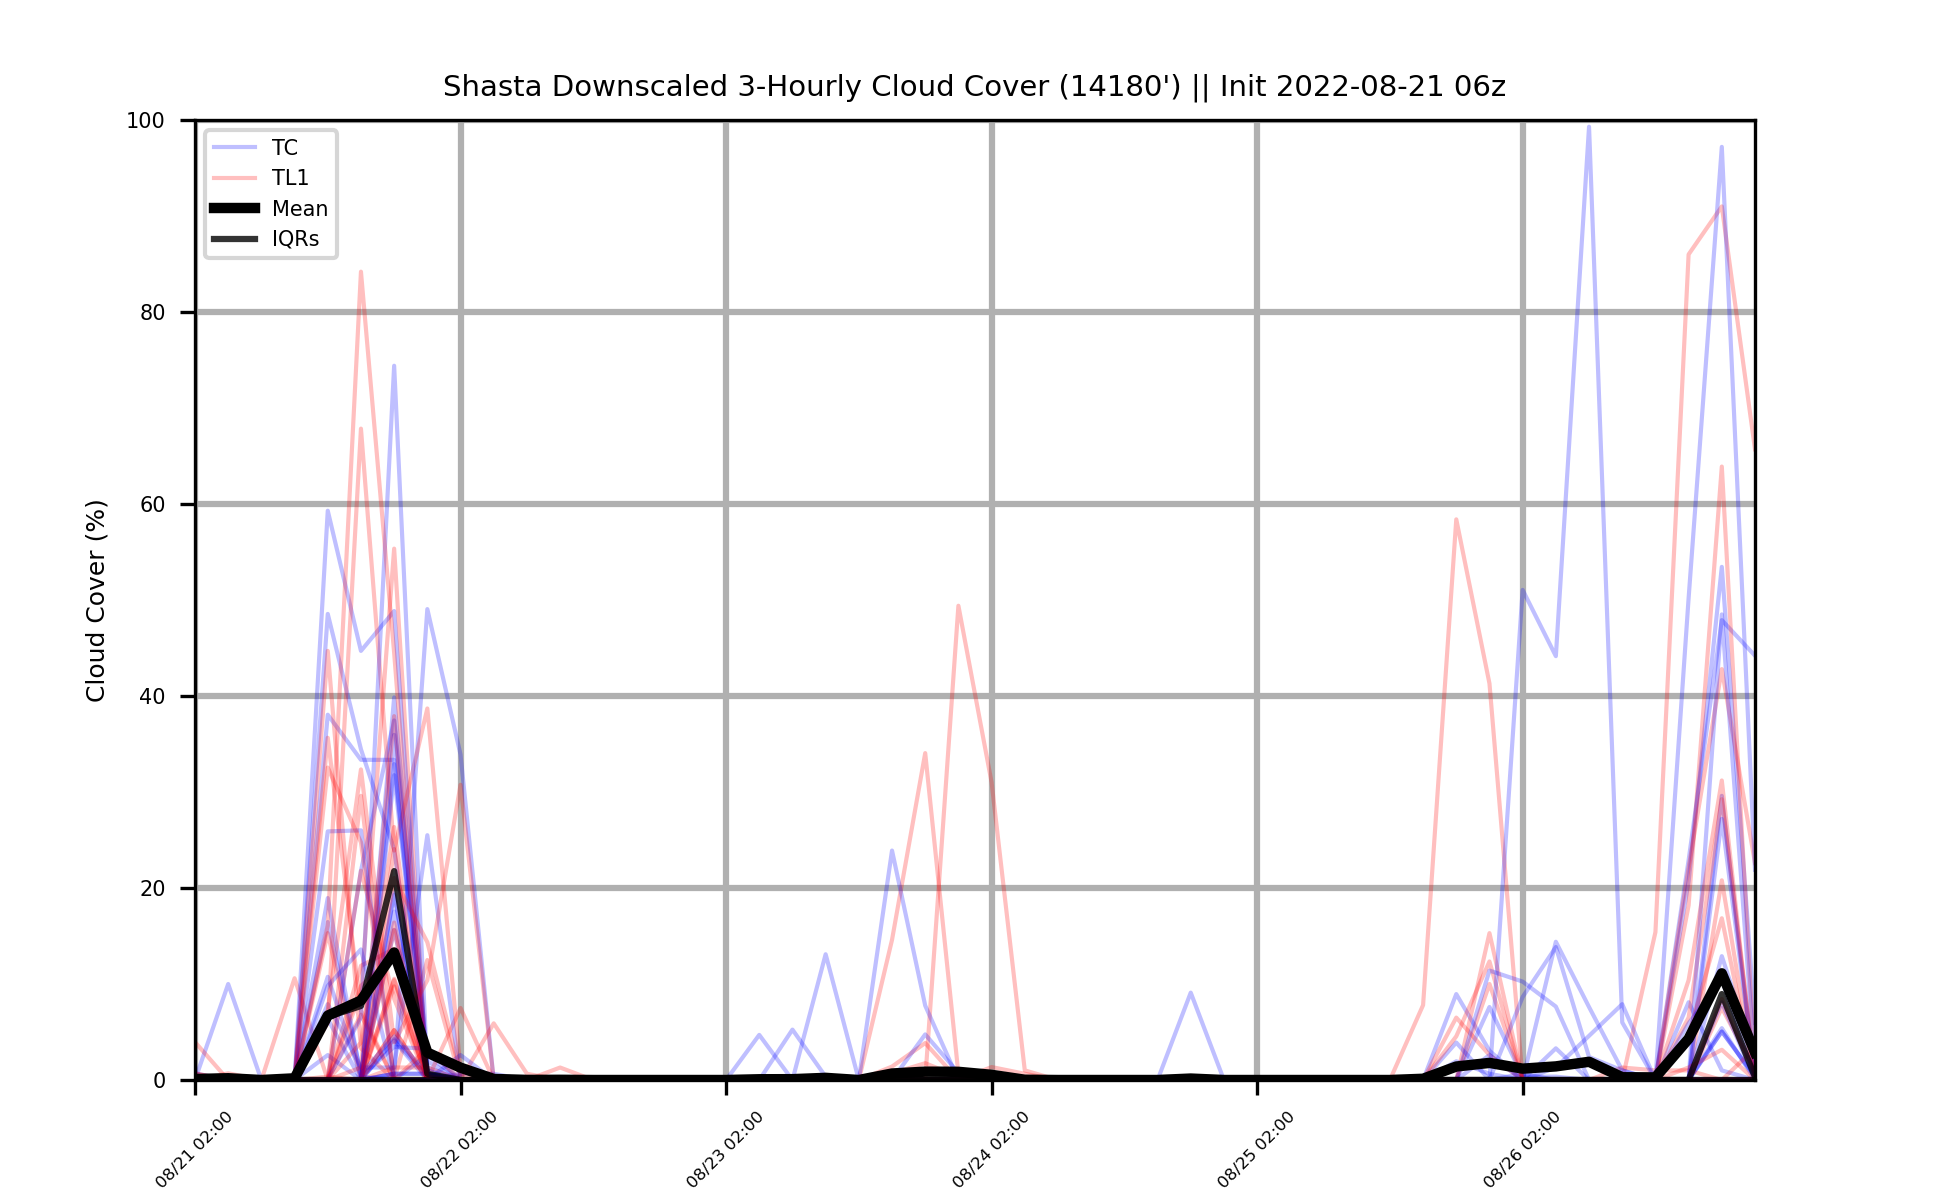 Shasta Downscaled 3-Hourly Cloud Cover (14180') || Init 2022-08-21 06z
100
80
60
40
20
0
Cloud Cover (%)
TC
TL1
Mean
IQRs
08/21 02:00
08/22 02:00
08/23 02:00
08/24 02:00
08/25 02:00
08/26 02:00